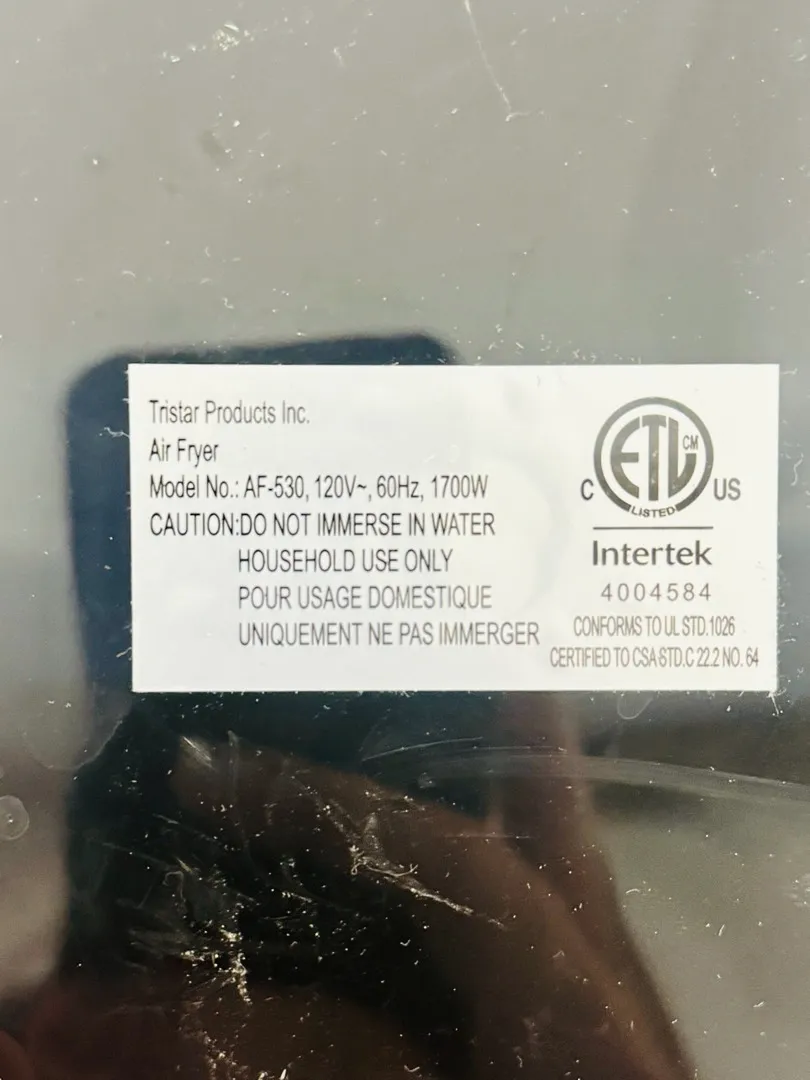 Tristar Products Inc.
Air Fryer
Model No.: AF-530, 120V~, 60Hz, 1700W
CAUTION:DO NOT IMMERSE IN WATER
HOUSEHOLD USE ONLY
POUR USAGE DOMESTIQUE
UNIQUEMENT NE PAS IMMERGER
ETL CM
C US
LISTED
Intertek
4004584
CONFORMS TO UL STD.1026
CERTIFIED TO CSA STD.C 22.2 NO. 64